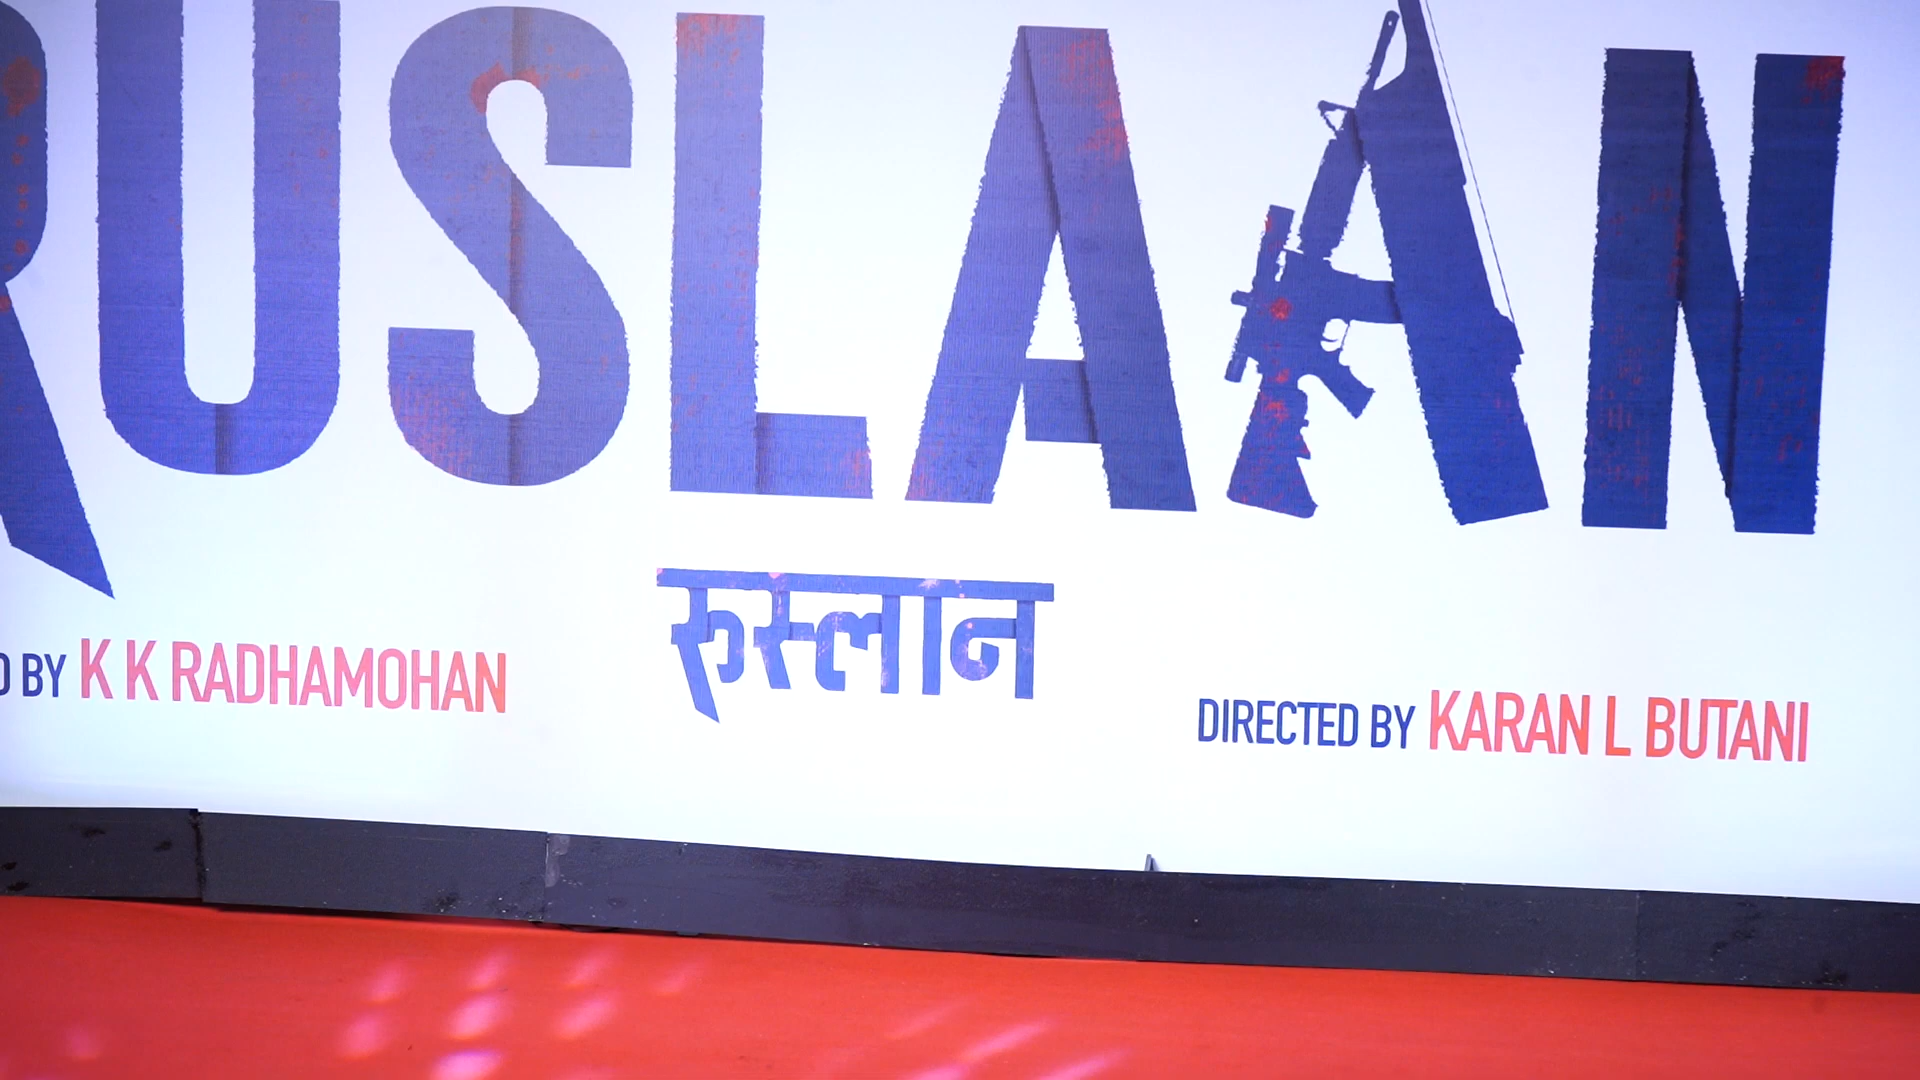 RUSLAAN
रुस्लान
BY K K RADHAMOHAN
DIRECTED BY KARAN L BUTANI